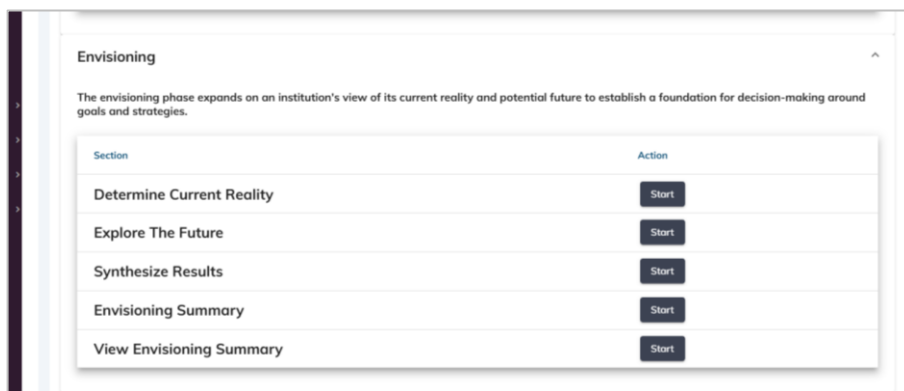 Envisioning
The envisioning phase expands on an institution's view of its current reality and potential future to establish a foundation for decision-making around
goals and strategies.
Section Action
Determine Current Reality Start
Explore The Future Start
Synthesize Results Start
Envisioning Summary Start
View Envisioning Summary Start